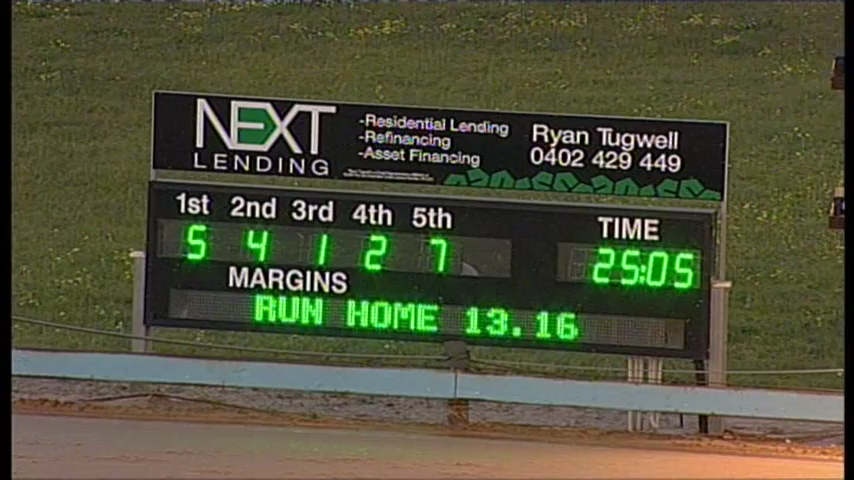 NEXT
LENDING
-Residential Lending
-Refinancing
-Asset Financing
Ryan Tugwell
0402 429 449
1st 2nd 3rd 4th 5th TIME
5 4 1 2 7 25:05
MARGINS
RUN HOME 13.16